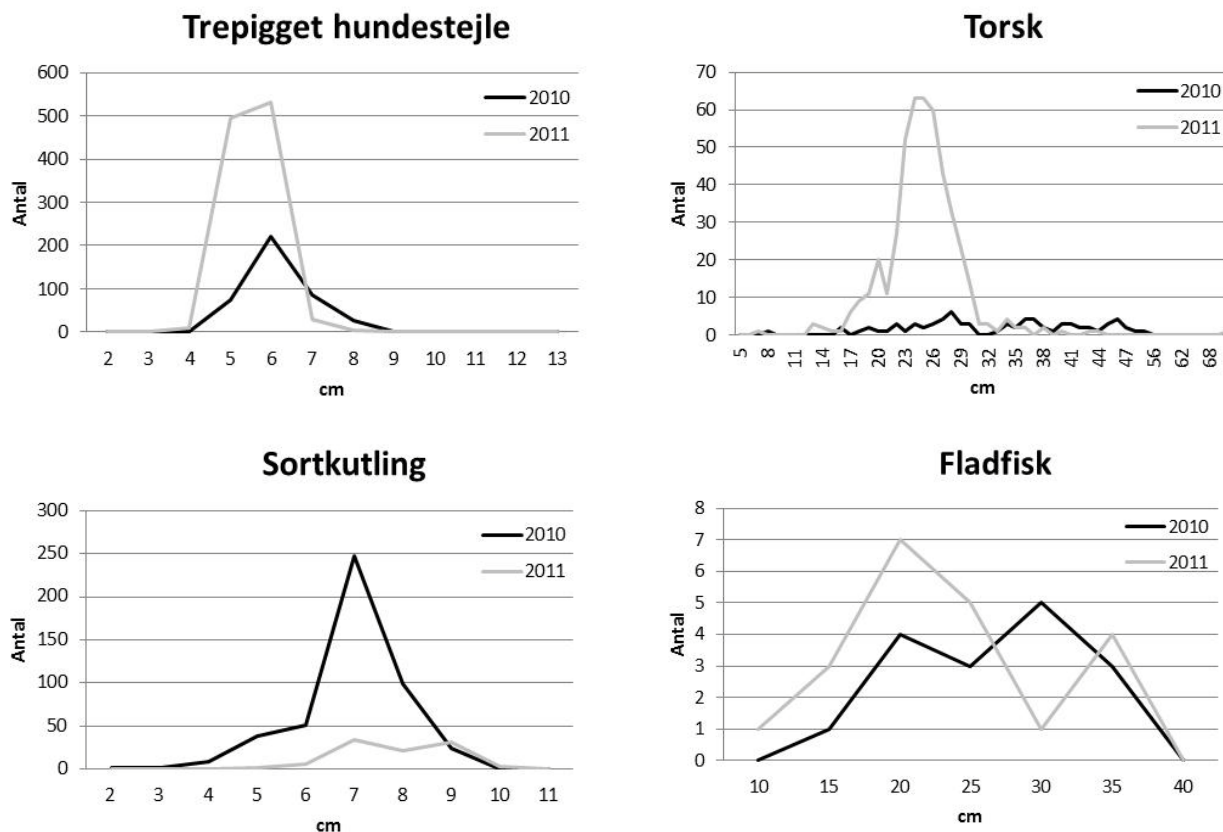 Trepigget hundestejle
600
500
400
300
200
100
0
Antal
2010
2011
2 3 4 5 6 7 8 9 10 11 12 13
cm
Torsk
70
60
50
40
30
20
10
0
Antal
2010
2011
5 8 11 14 17 20 23 26 29 32 35 38 41 44 47 56 62 68
cm
Sortkutling
300
250
200
150
100
50
0
Antal
2010
2011
2 3 4 5 6 7 8 9 10 11
cm
Fladfisk
8
7
6
5
4
3
2
1
0
Antal
2010
2011
10 15 20 25 30 35 40
cm